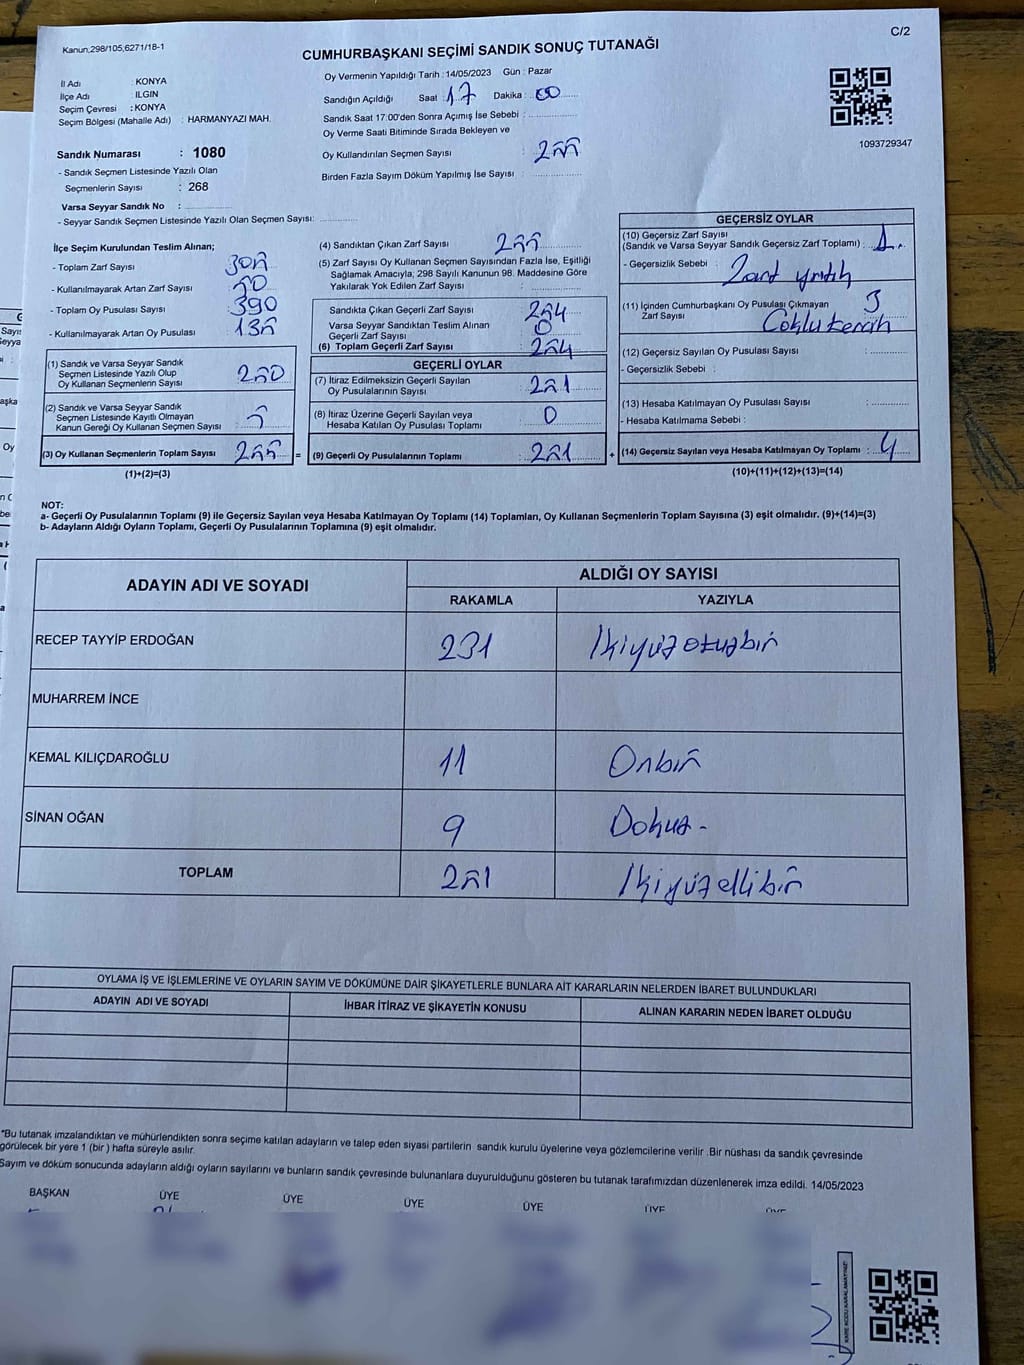 Kanun;298/105,6271/18-1
C/2
CUMHURBAŞKANI SEÇİMİ SANDIK SONUÇ TUTANAĞI
İl Adı : KONYA
İlçe Adı ILGIN
Seçim Çevresi : KONYA
Seçim Bölgesi (Mahalle Adı) : HARMANYAZI MAH.
Oy Vermenin Yapıldığı Tarih : 14/05/2023 Gün : Pazar
Sandığın Açıldığı Saat : 17 Dakika : 00
Sandık Saat 17:00'den Sonra Açımış İse Sebebi :
Oy Verme Saati Bitiminde Sırada Bekleyen ve
Oy Kullandırılan Seçmen Sayısı : 255
Birden Fazla Sayım Döküm Yapılmış İse Sayısı :
1093729347
Sandık Numarası : 1080
- Sandık Seçmen Listesinde Yazılı Olan
Seçmenlerin Sayısı : 268
Varsa Seyyar Sandık No :
- Seyyar Sandık Seçmen Listesinde Yazılı Olan Seçmen Sayısı:
İlçe Seçim Kurulundan Teslim Alınan;
- Toplam Zarf Sayısı 305
- Kullanılmayarak Artan Zarf Sayısı 50
- Toplam Oy Pusulası Sayısı : 390
- Kullanılmayarak Artan Oy Pusulası : 135
(1) Sandık ve Varsa Seyyar Sandık
Seçmen Listesinde Yazılı Olup
Oy Kullanan Seçmenlerin Sayısı : 250
(2) Sandık ve Varsa Seyyar Sandık
Seçmen Listesinde Kayıtlı Olmayan
Kanun Gereği Oy Kullanan Seçmen Sayısı : 5
(3) Oy Kullanan Seçmenlerin Toplam Sayısı : 255 =
(1)+(2)=(3)
(4) Sandıktan Çıkan Zarf Sayısı : 255
(5) Zarf Sayısı Oy Kullanan Seçmen Sayısından Fazla İse, Eşitliği
Sağlamak Amacıyla; 298 Sayılı Kanunun 98. Maddesine Göre
Yakılarak Yok Edilen Zarf Sayısı :
Sandıkta Çıkan Geçerli Zarf Sayısı : 254
Varsa Seyyar Sandıktan Teslim Alınan
Geçerli Zarf Sayısı : 0
(6) Toplam Geçerli Zarf Sayısı : 254
GEÇERLİ OYLAR
(7) İtiraz Edilmeksizin Geçerli Sayılan
Oy Pusulalarının Sayısı : 251
(8) İtiraz Üzerine Geçerli Sayılan veya
Hesaba Katılan Oy Pusulası Toplamı : 0
(9) Geçerli Oy Pusulalarının Toplamı : 251 +
GEÇERSİZ OYLAR
(10) Geçersiz Zarf Sayısı
(Sandık ve Varsa Seyyar Sandık Geçersiz Zarf Toplamı) : 1.
- Geçersizlik Sebebi : Zarf yırtık
(11) İçinden Cumhurbaşkanı Oy Pusulası Çıkmayan
Zarf Sayısı : 3
Çoklu tercih
(12) Geçersiz Sayılan Oy Pusulası Sayısı :
- Geçersizlik Sebebi :
(13) Hesaba Katılmayan Oy Pusulası Sayısı :
- Hesaba Katılmama Sebebi :
(14) Geçersiz Sayılan veya Hesaba Katılmayan Oy Toplamı : 4
(10)+(11)+(12)+(13)=(14)
NOT:
a- Geçerli Oy Pusulalarının Toplamı (9) ile Geçersiz Sayılan veya Hesaba Katılmayan Oy Toplamı (14) Toplamları, Oy Kullanan Seçmenlerin Toplam Sayısına (3) eşit olmalıdır. (9)+(14)=(3)
b- Adayların Aldığı Oyların Toplamı, Geçerli Oy Pusulalarının Toplamına (9) eşit olmalıdır.
ADAYIN ADI VE SOYADI ALDIĞI OY SAYISI
RAKAMLA YAZIYLA
RECEP TAYYİP ERDOĞAN 231 İkiyüzotuzbir
MUHARREM İNCE
KEMAL KILIÇDAROĞLU 11 Onbir
SİNAN OĞAN 9 Dokuz -
TOPLAM 251 İkiyüzellibir
OYLAMA İŞ VE İŞLEMLERİNE VE OYLARIN SAYIM VE DÖKÜMÜNE DAİR ŞİKAYETLERLE BUNLARA AİT KARARLARIN NELERDEN İBARET BULUNDUKLARI
ADAYIN ADI VE SOYADI İHBAR İTİRAZ VE ŞİKAYETİN KONUSU ALINAN KARARIN NEDEN İBARET OLDUĞU
*Bu tutanak imzalandıktan ve mühürlendikten sonra seçime katılan adayların ve talep eden siyasi partilerin sandık kurulu üyelerine veya gözlemcilerine verilir .Bir nüshası da sandık çevresinde
görülecek bir yere 1 (bir ) hafta süreyle asılır.
Sayım ve döküm sonucunda adayların aldığı oyların sayılarını ve bunların sandık çevresinde bulunanlara duyurulduğunu gösteren bu tutanak tarafımızdan düzenlenerek imza edildi. 14/05/2023
BAŞKAN ÜYE ÜYE ÜYE ÜYE ÜYE ÜYE
KARE KODU KARALAMAYINIZ!